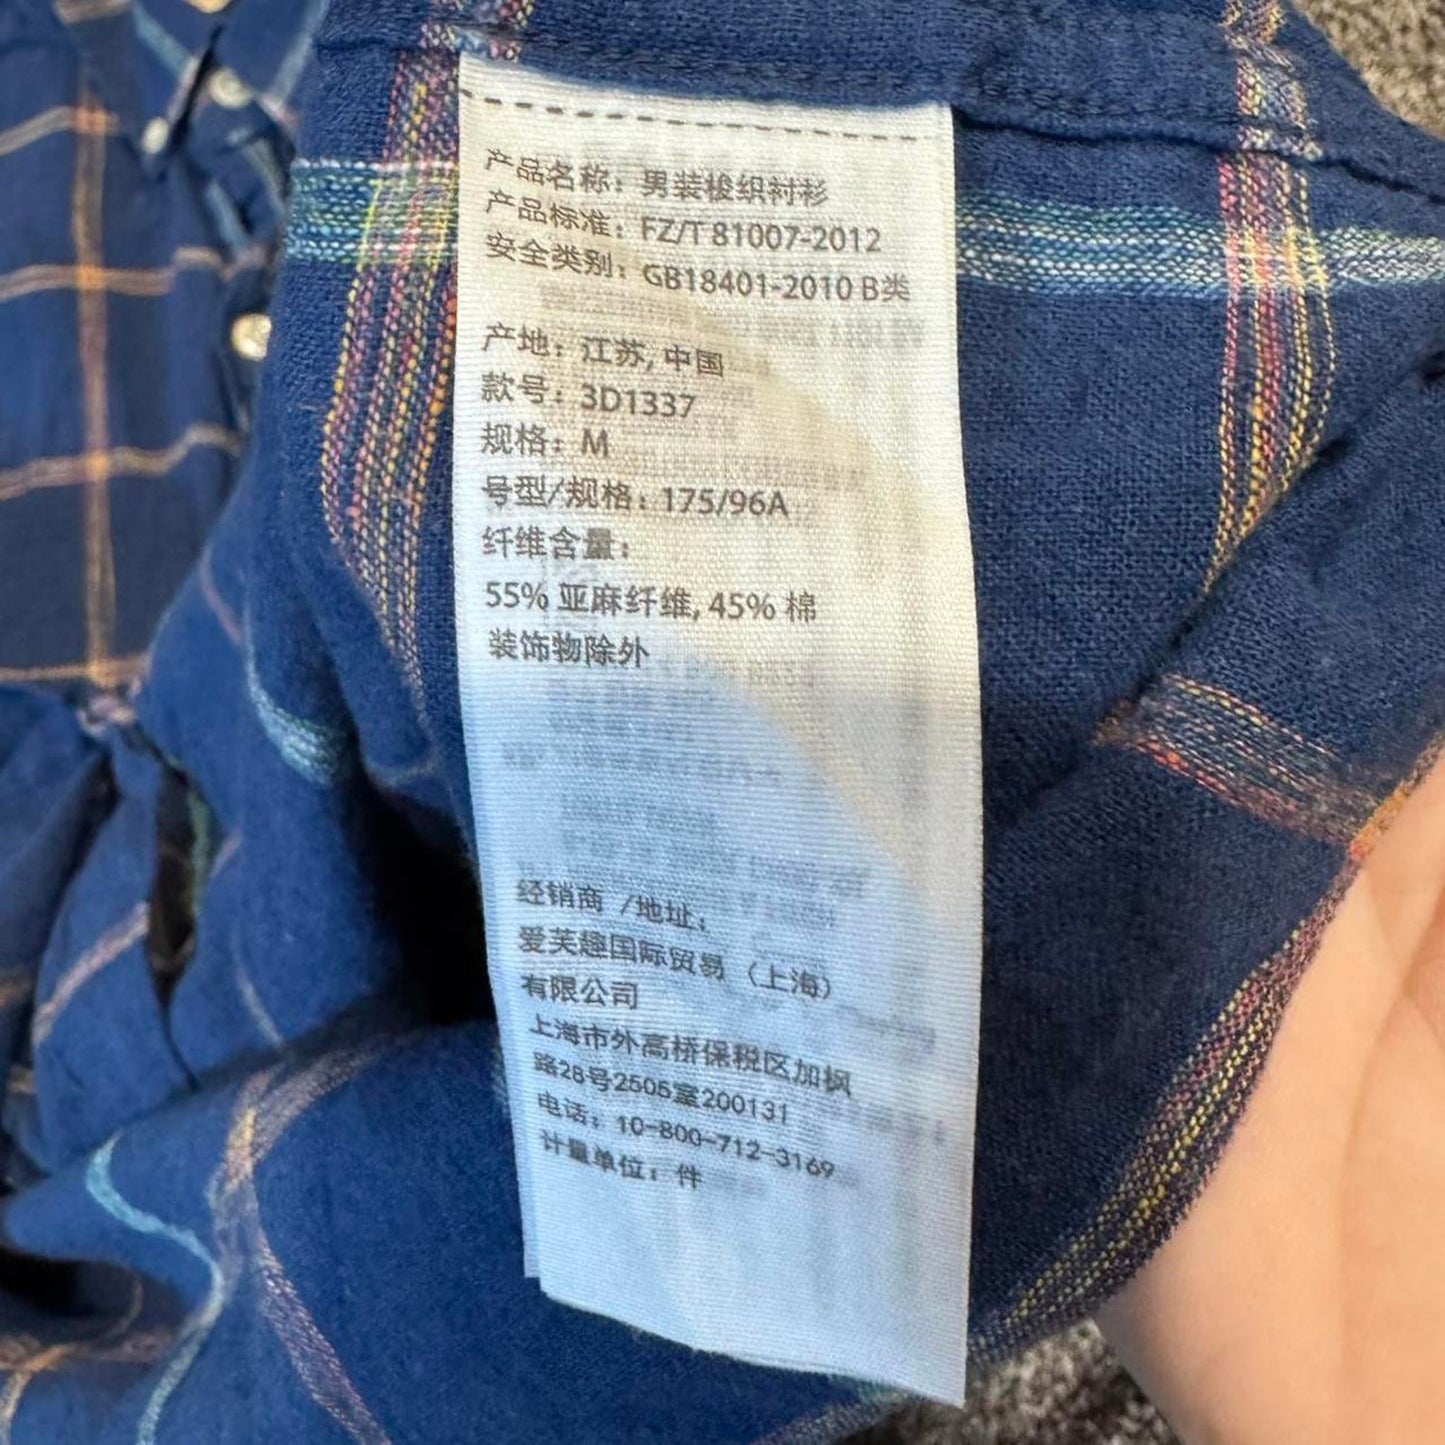 产品名称：男装梭织衬衫
产品标准：FZ/T 81007-2012
安全类别：GB18401-2010 B类
产地：江苏, 中国
款号：3D1337
规格：M
号型/规格：175/96A
纤维含量：
55% 亚麻纤维, 45% 棉
装饰物除外
经销商 /地址：
爱芙趣国际贸易（上海）
有限公司
上海市外高桥保税区加枫
路28号2505室200131
电话：10-800-712-3169
计量单位：件